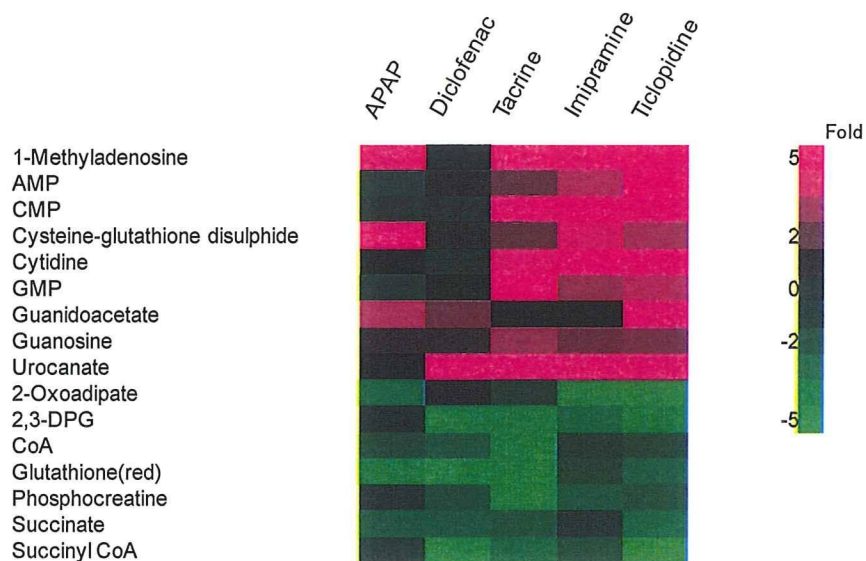 APAP
Diclofenac
Tacrine
Imipramine
Ticlopidine
Fold
1-Methyladenosine
AMP
CMP
Cysteine-glutathione disulphide
Cytidine
GMP
Guanidoacetate
Guanosine
Urocanate
2-Oxoadipate
2,3-DPG
CoA
Glutathione(red)
Phosphocreatine
Succinate
Succinyl CoA
5
2
0
-2
-5